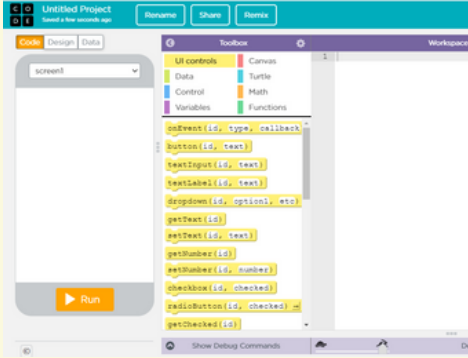 C O D E
Untitled Project
Saved a few seconds ago
Rename
Share
Remix
Code
Design
Data
screen1
Run
Toolbox
Workspace
UI controls
Canvas
Data
Turtle
Control
Math
Variables
Functions
onEvent(id, type, callback
button(id, text)
textInput(id, text)
textLabel(id, text)
dropdown(id, option1, etc)
getText(id)
setText(id, text)
getNumber(id)
setNumber(id, number)
checkbox(id, checked)
radioButton(id, checked)
getChecked(id)
Show Debug Commands
1
D